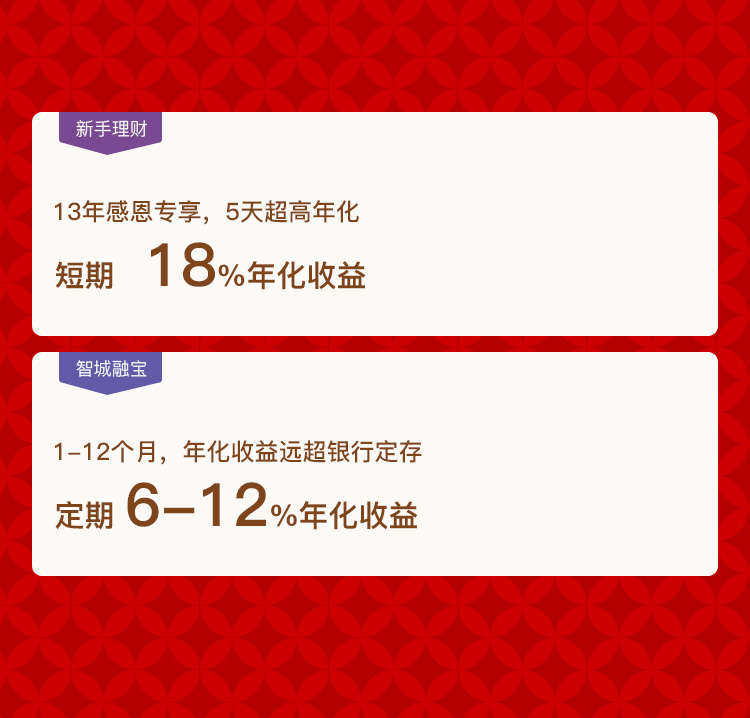 新手理财
13年感恩专享，5天超高年化
短期 18%年化收益
智城融宝
1-12个月，年化收益远超银行定存
定期 6-12%年化收益